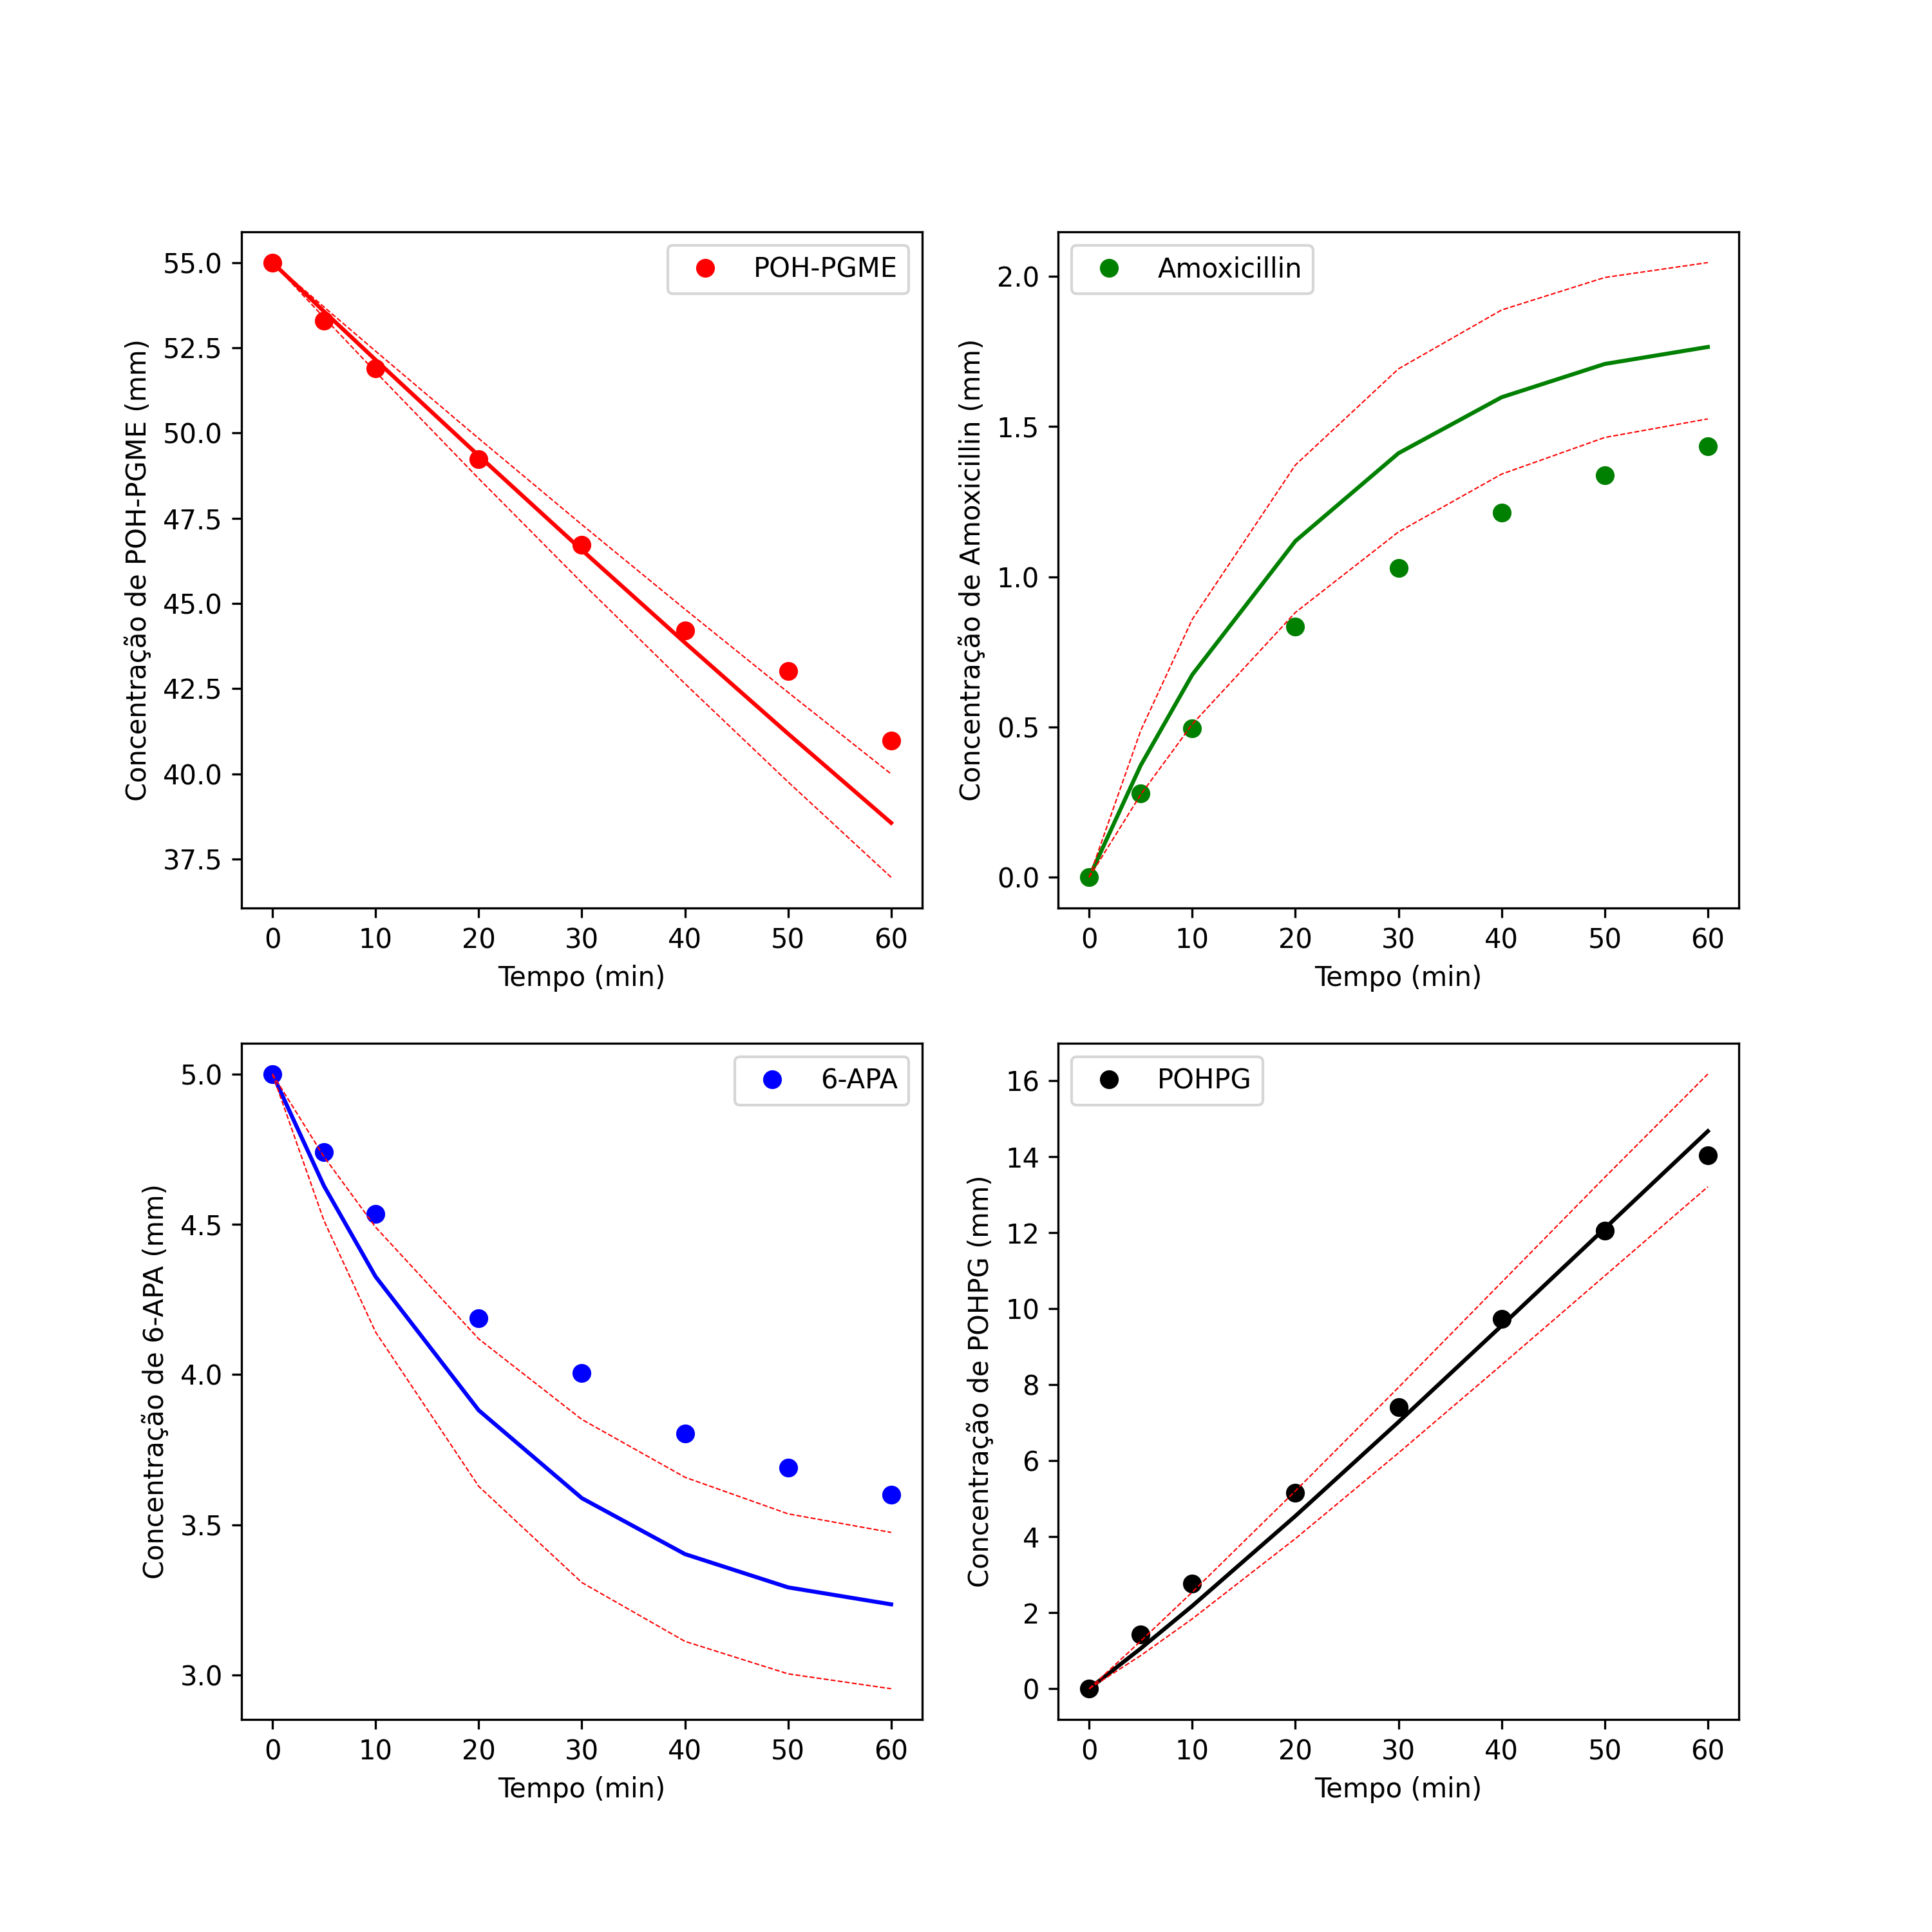 POH-PGME
55.0
52.5
50.0
47.5
45.0
42.5
40.0
37.5
Concentração de POH-PGME (mm)
0 10 20 30 40 50 60
Tempo (min)
Amoxicillin
2.0
1.5
1.0
0.5
0.0
Concentração de Amoxicillin (mm)
0 10 20 30 40 50 60
Tempo (min)
6-APA
5.0
4.5
4.0
3.5
3.0
Concentração de 6-APA (mm)
0 10 20 30 40 50 60
Tempo (min)
POHPG
16
14
12
10
8
6
4
2
0
Concentração de POHPG (mm)
0 10 20 30 40 50 60
Tempo (min)